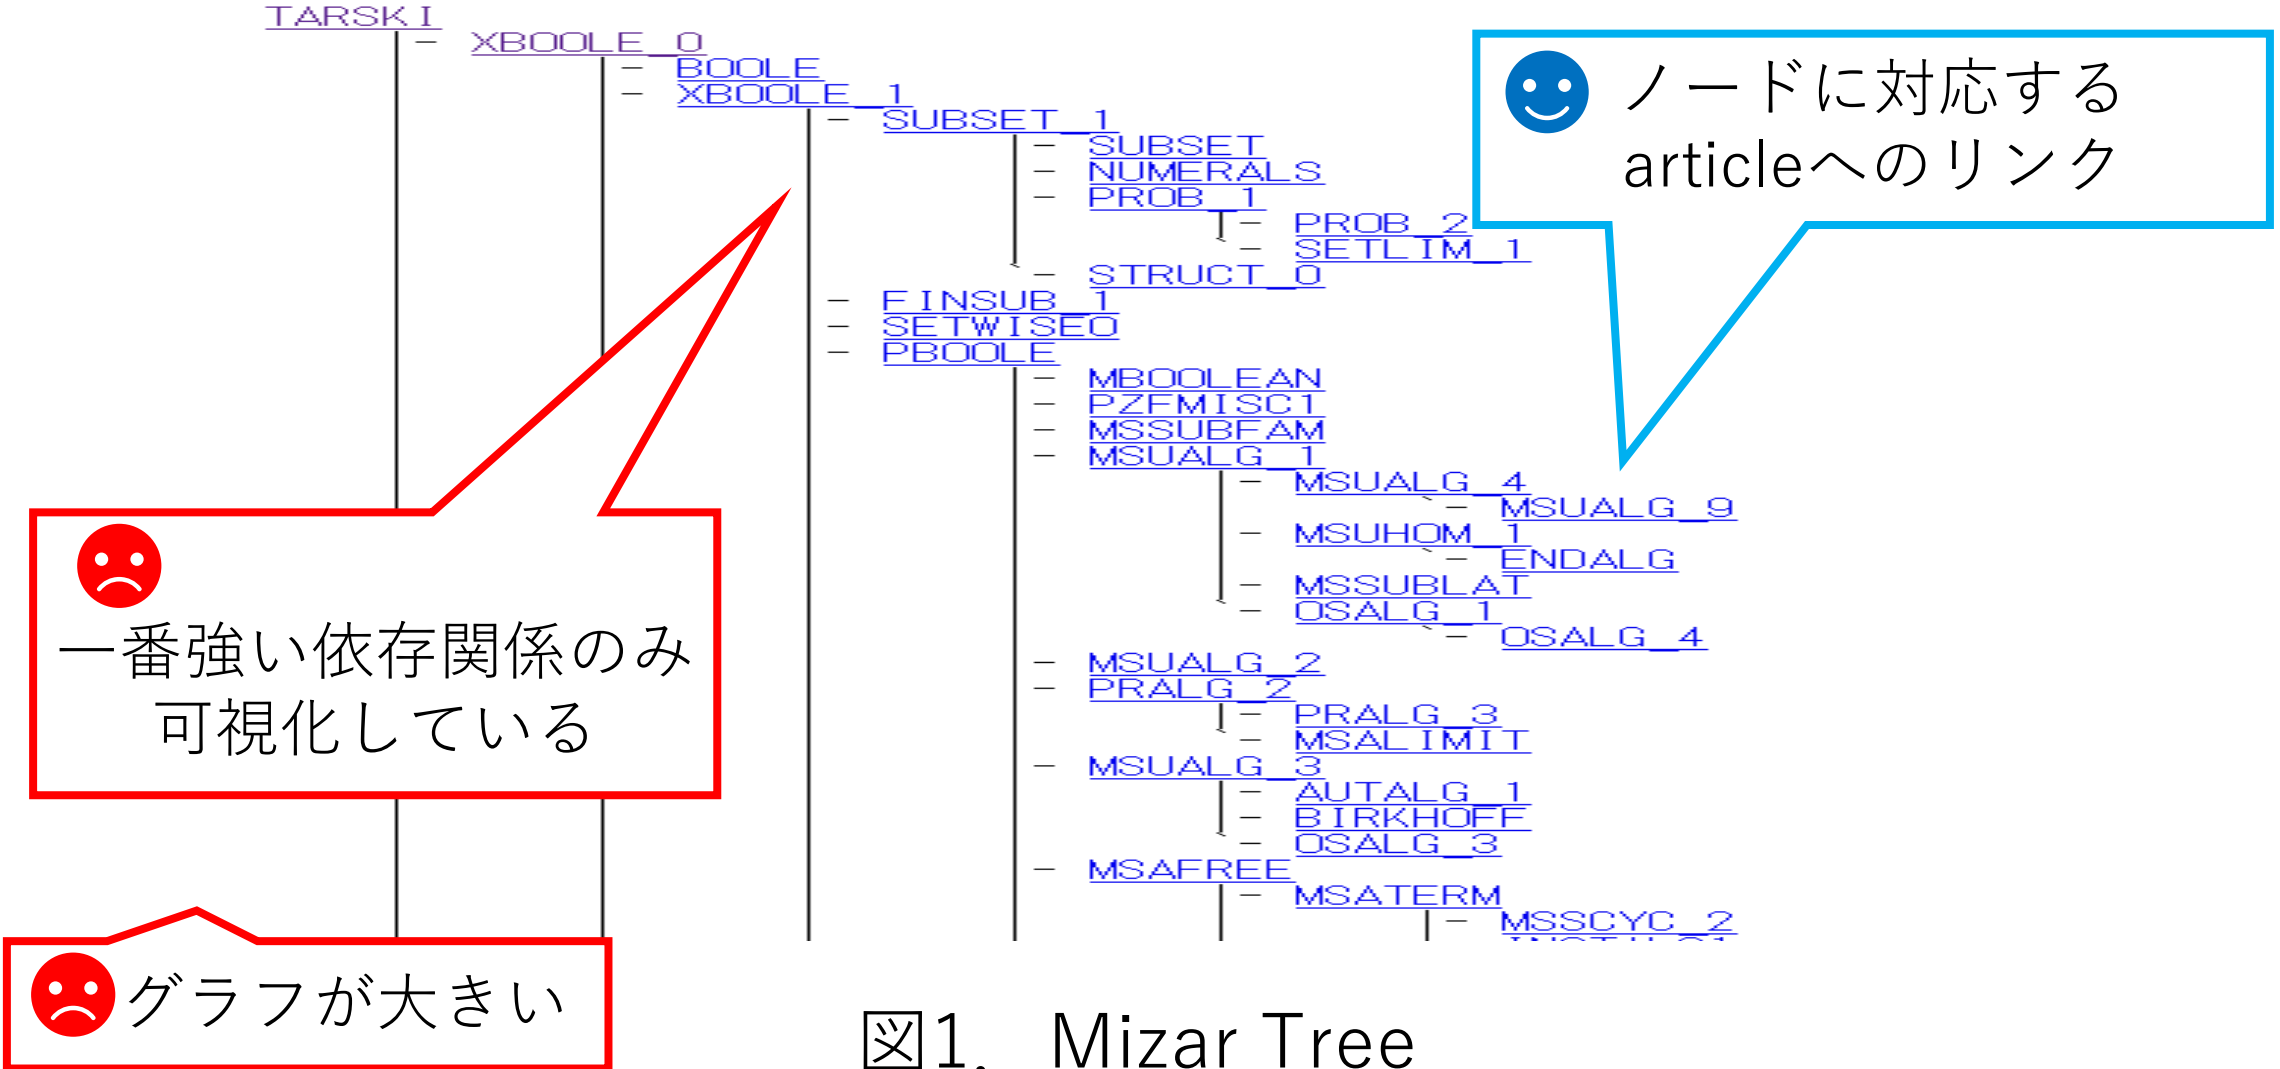 TARSKI
XBOOLE_0
BOOLE
XBOOLE_1
SUBSET_1
SUBSET
NUMERALS
PROB_1
PROB_2
SETLIM_1
STRUCT_0
FINSUB_1
SETWISEO
PBOOLE
MBOOLEAN
PZFMISC1
MSSUBFAM
MSUALG_1
MSUALG_4
MSUALG_9
MSUHOM_1
ENDALG
MSSUBLAT
OSALG_1
OSALG_4
MSUALG_2
PRALG_2
PRALG_3
MSALIMIT
MSUALG_3
AUTALG_1
BIRKHOFF
OSALG_3
MSAFREE
MSATERM
MSSCYC_2
ノードに対応する
articleへのリンク
一番強い依存関係のみ
可視化している
グラフが大きい
図1. Mizar Tree